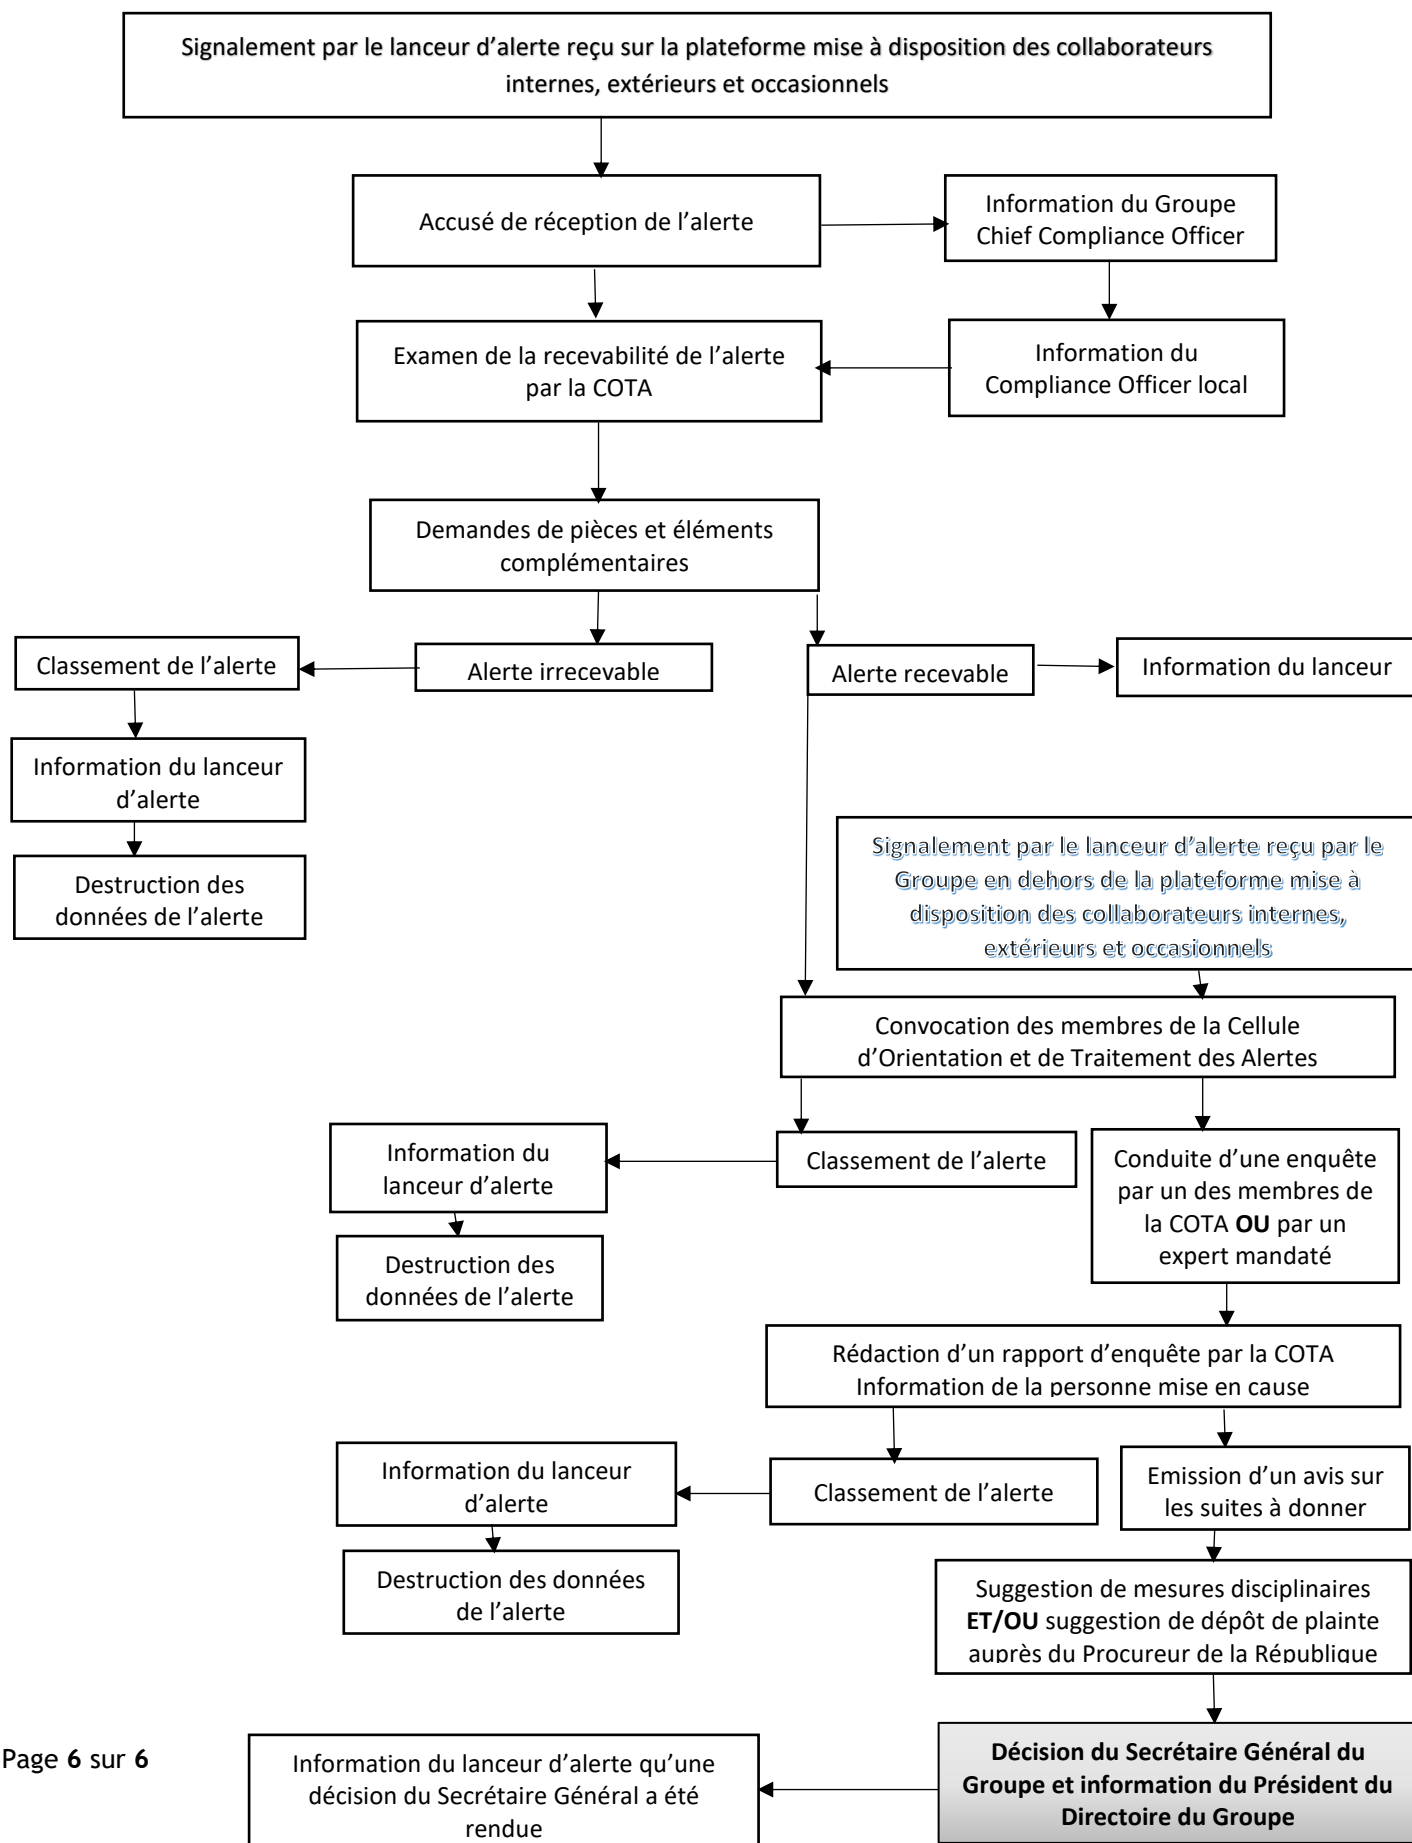 Signalement par le lanceur d’alerte reçu sur la plateforme mise à disposition des collaborateurs
internes, extérieurs et occasionnels
Accusé de réception de l’alerte
Information du Groupe
Chief Compliance Officer
Examen de la recevabilité de l’alerte
par la COTA
Information du
Compliance Officer local
Demandes de pièces et éléments
complémentaires
Classement de l’alerte
Alerte irrecevable
Alerte recevable
Information du lanceur
Information du lanceur
d’alerte
Destruction des
données de l’alerte
Signalement par le lanceur d’alerte reçu par le
Groupe en dehors de la plateforme mise à
disposition des collaborateurs internes,
extérieurs et occasionnels
Convocation des membres de la Cellule
d’Orientation et de Traitement des Alertes
Information du
lanceur d’alerte
Classement de l’alerte
Conduite d’une enquête
par un des membres de
la COTA OU par un
expert mandaté
Destruction des
données de l’alerte
Rédaction d’un rapport d’enquête par la COTA
Information de la personne mise en cause
Information du lanceur
d’alerte
Classement de l’alerte
Emission d’un avis sur
les suites à donner
Destruction des données
de l’alerte
Suggestion de mesures disciplinaires
ET/OU suggestion de dépôt de plainte
auprès du Procureur de la République
Page 6 sur 6
Information du lanceur d’alerte qu’une
décision du Secrétaire Général a été
rendue
Décision du Secrétaire Général du
Groupe et information du Président du
Directoire du Groupe